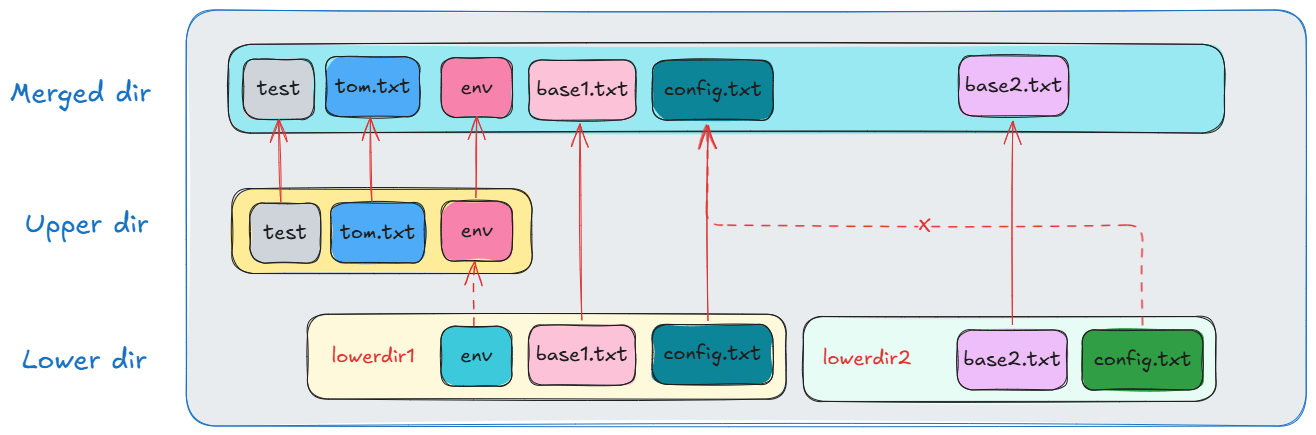 Merged dir
test
tom.txt
env
base1.txt
config.txt
base2.txt
Upper dir
test
tom.txt
env
x
Lower dir
lowerdir1
env
base1.txt
config.txt
lowerdir2
base2.txt
config.txt